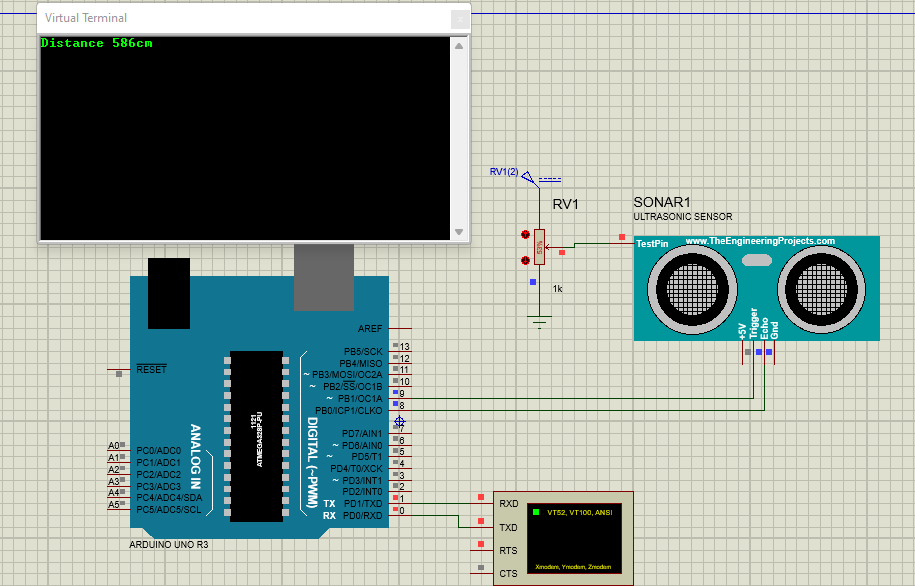 Virtual Terminal
Distance 586cm
RV1(2)
RV1
53%
1k
SONAR1
ULTRASONIC SENSOR
TestPin
www.TheEngineeringProjects.com
+5V
Trigger
Echo
Gnd
AREF
RESET
PB5/SCK
13
PB4/MISO
12
~ PB3/MOSI/OC2A
11
~ PB2/SS/OC1B
10
~ PB1/OC1A
9
PB0/ICP1/CLKO
8
PD7/AIN1
7
~ PD6/AIN0
6
~ PD5/T1
5
PD4/T0/XCK
4
~ PD3/INT1
3
PD2/INT0
2
TX PD1/TXD
1
RX PD0/RXD
0
DIGITAL (~PWM)
ANALOG IN
1121
ATMEGA328P-PU
A0
PC0/ADC0
A1
PC1/ADC1
A2
PC2/ADC2
A3
PC3/ADC3
A4
PC4/ADC4/SDA
A5
PC5/ADC5/SCL
ARDUINO UNO R3
RXD
TXD
RTS
CTS
VT52, VT100, ANSI
Xmodem, Ymodem, Zmodem